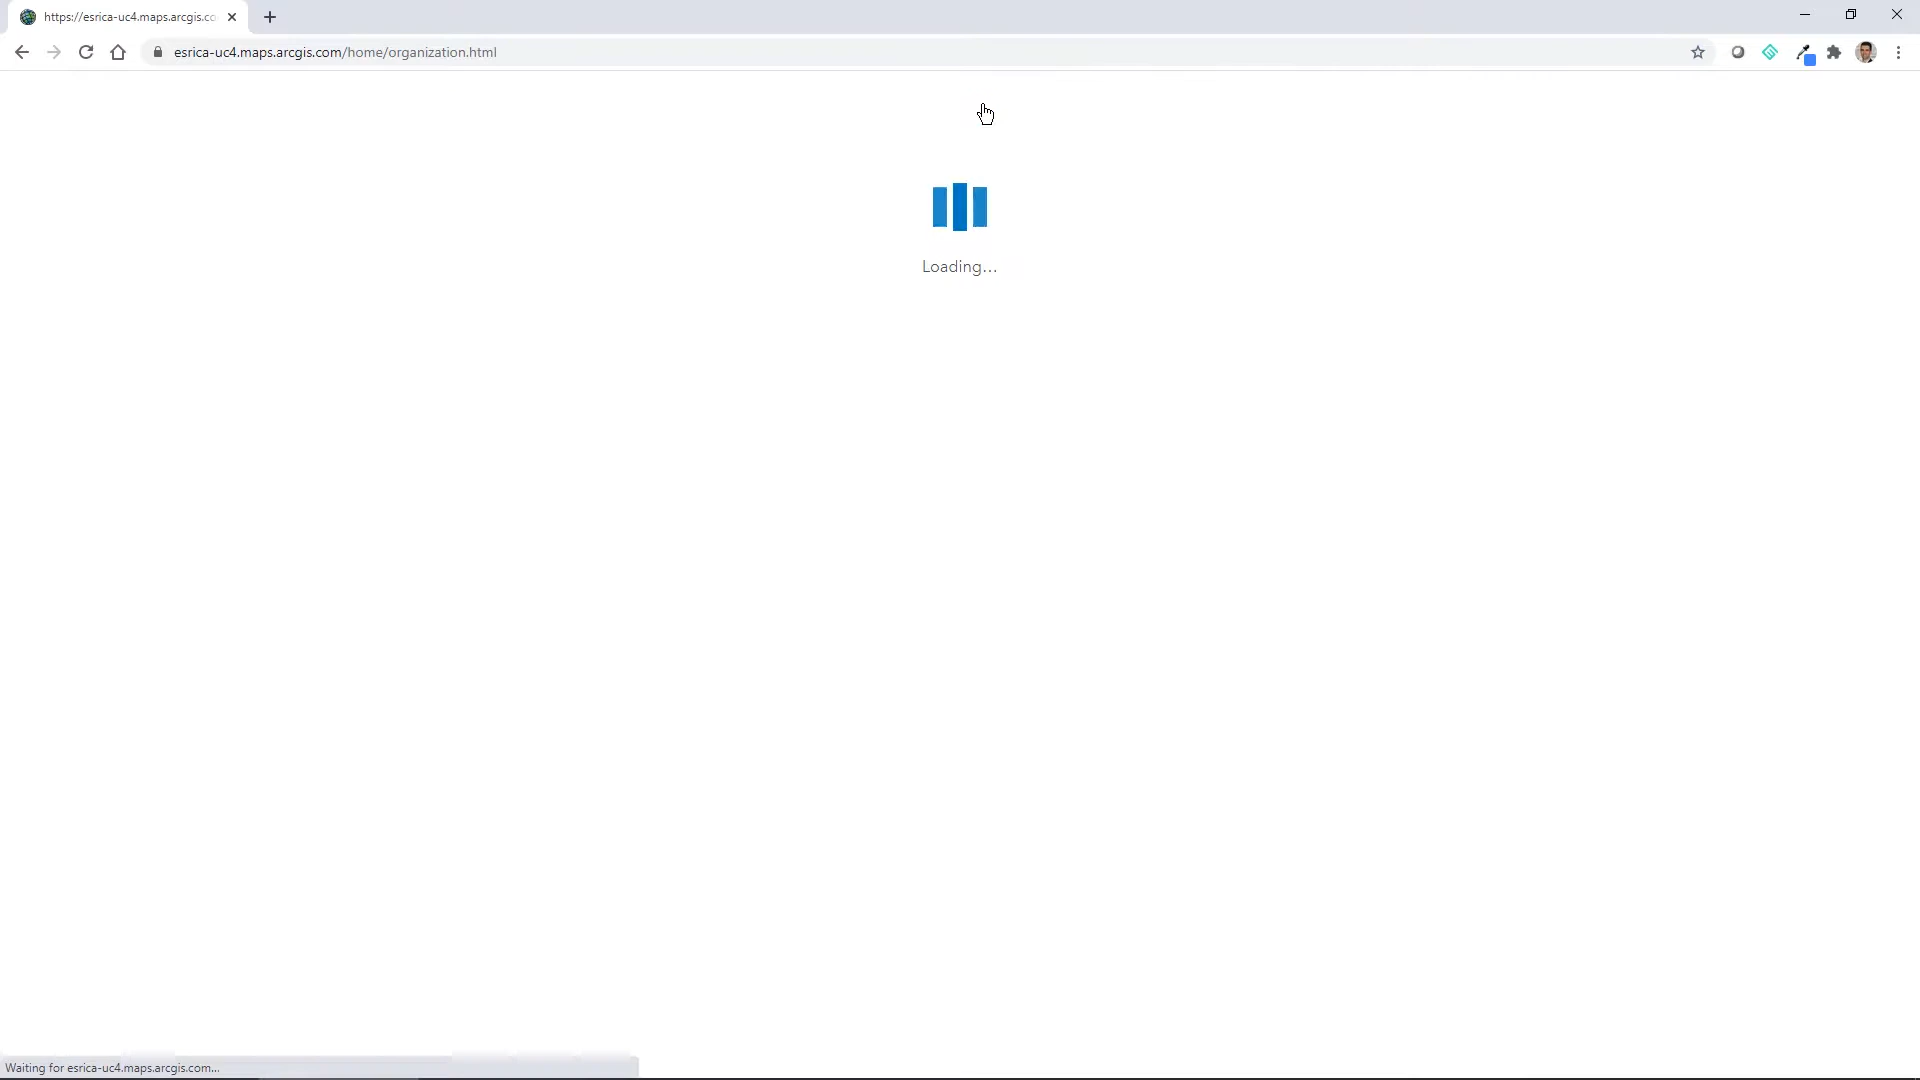 https://esrica-uc4.maps.arcgis.co
esrica-uc4.maps.arcgis.com/home/organization.html
Loading...
Waiting for esrica-uc4.maps.arcgis.com...